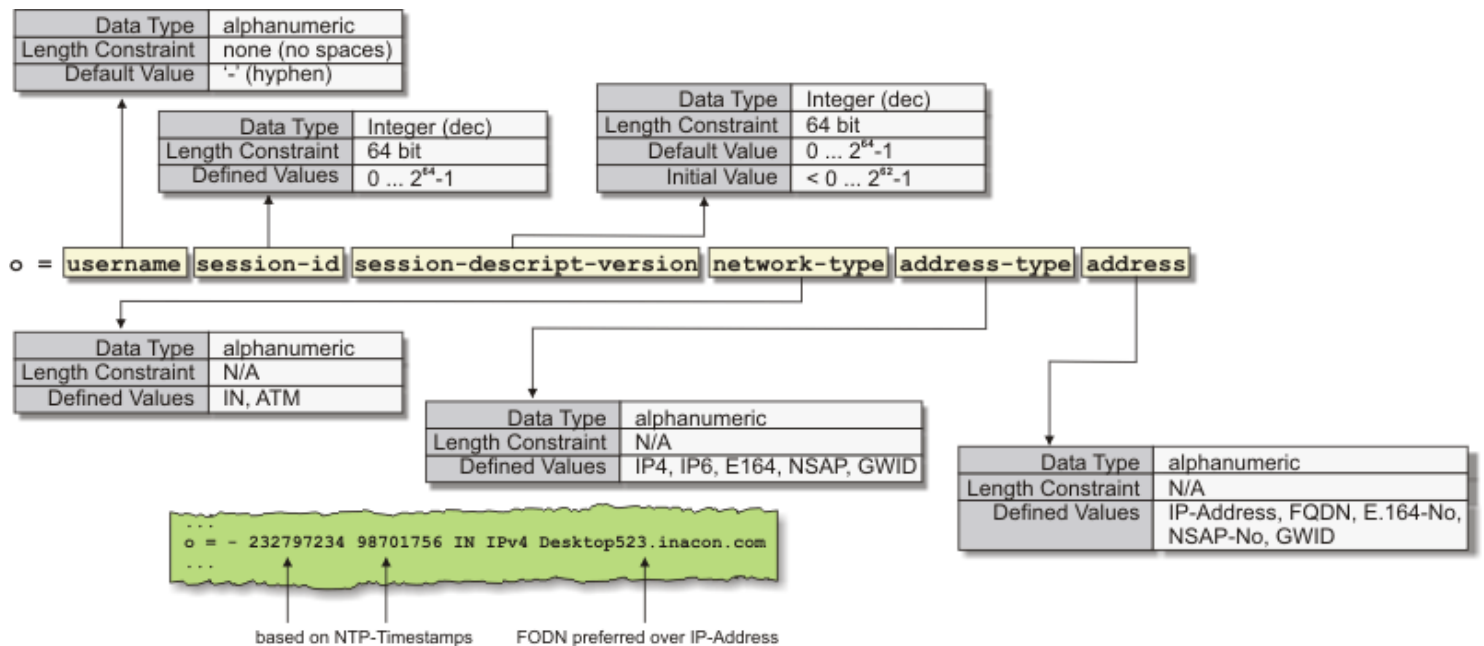 Data Type alphanumeric
Length Constraint none (no spaces)
Default Value '-' (hyphen)
Data Type Integer (dec)
Length Constraint 64 bit
Defined Values 0 ... 2⁶⁴-1
Data Type Integer (dec)
Length Constraint 64 bit
Default Value 0 ... 2⁶⁴-1
Initial Value < 0 ... 2⁶²-1
o = username session-id session-descript-version network-type address-type address
Data Type alphanumeric
Length Constraint N/A
Defined Values IN, ATM
Data Type alphanumeric
Length Constraint N/A
Defined Values IP4, IP6, E164, NSAP, GWID
Data Type alphanumeric
Length Constraint N/A
Defined Values IP-Address, FQDN, E.164-No,
NSAP-No, GWID
...
o = - 232797234 98701756 IN IPv4 Desktop523.inacon.com
...
based on NTP-Timestamps FODN preferred over IP-Address